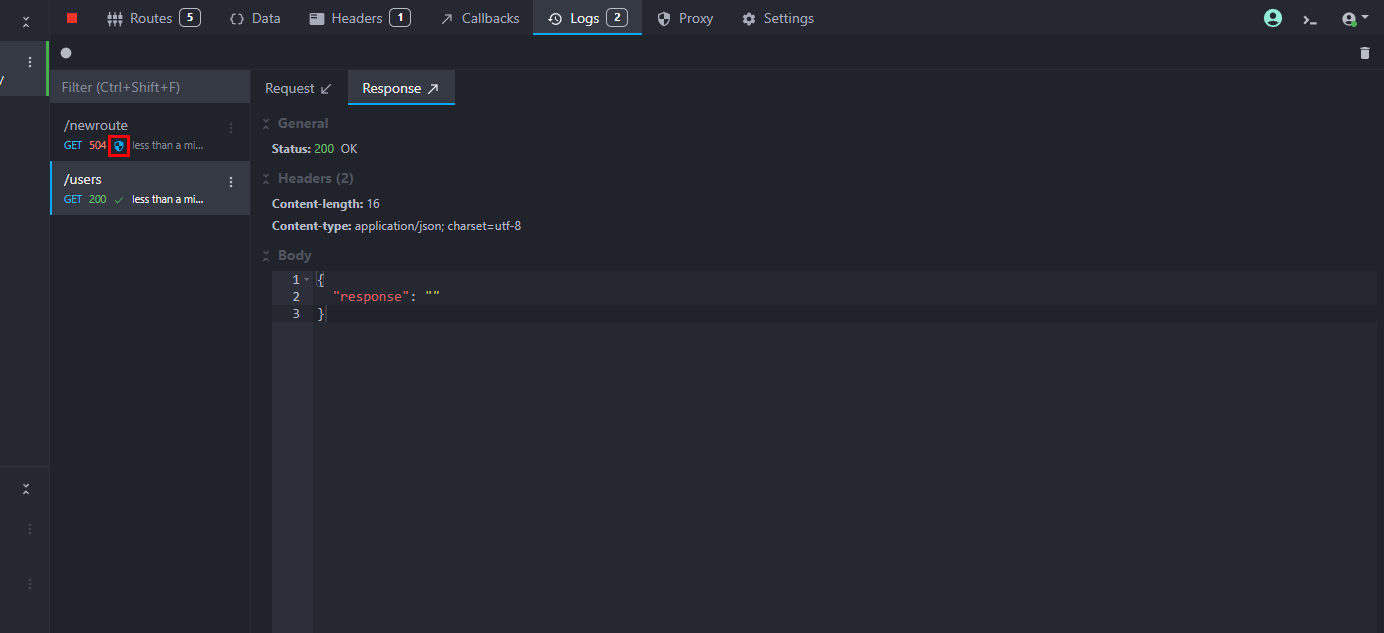 Routes 5 Data Headers 1 Callbacks Logs 2 Proxy Settings
Filter (Ctrl+Shift+F)
Request Response
/newroute
GET 504 less than a mi...
/users
GET 200 less than a mi...
General
Status: 200 OK
Headers (2)
Content-length: 16
Content-type: application/json; charset=utf-8
Body
1 {
2 "response": ""
3 }